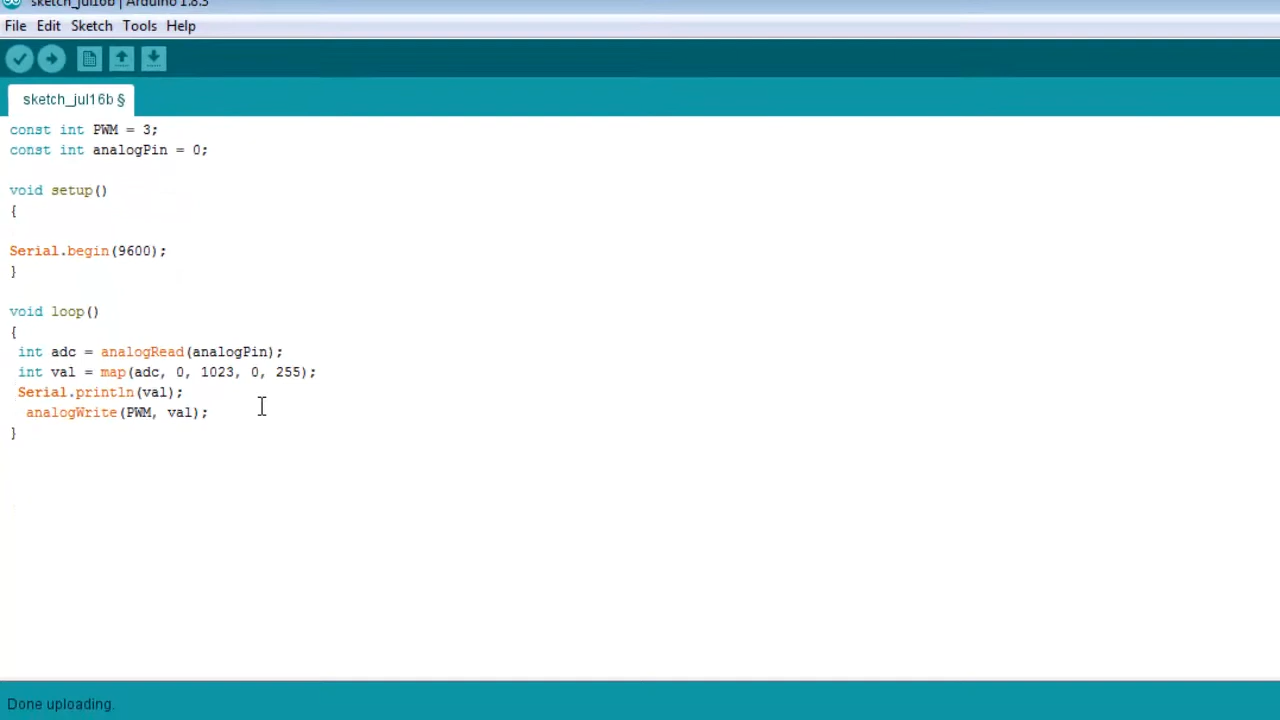 sketch_jul16b | Arduino 1.8.3
File Edit Sketch Tools Help
sketch_jul16b §
const int PWM = 3;
const int analogPin = 0;
void setup()
{
Serial.begin(9600);
}
void loop()
{
int adc = analogRead(analogPin);
int val = map(adc, 0, 1023, 0, 255);
Serial.println(val);
analogWrite(PWM, val);
}
Done uploading.